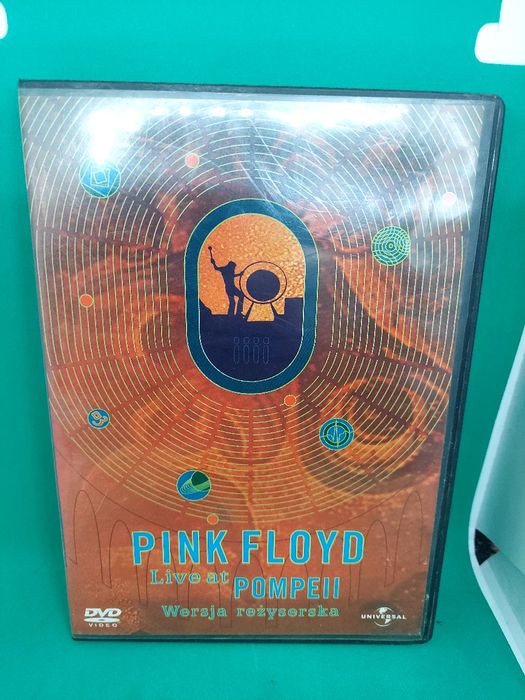 PINK FLOYD
Live at POMPEII
Wersja reżyserska
DVD
VIDEO
UNIVERSAL